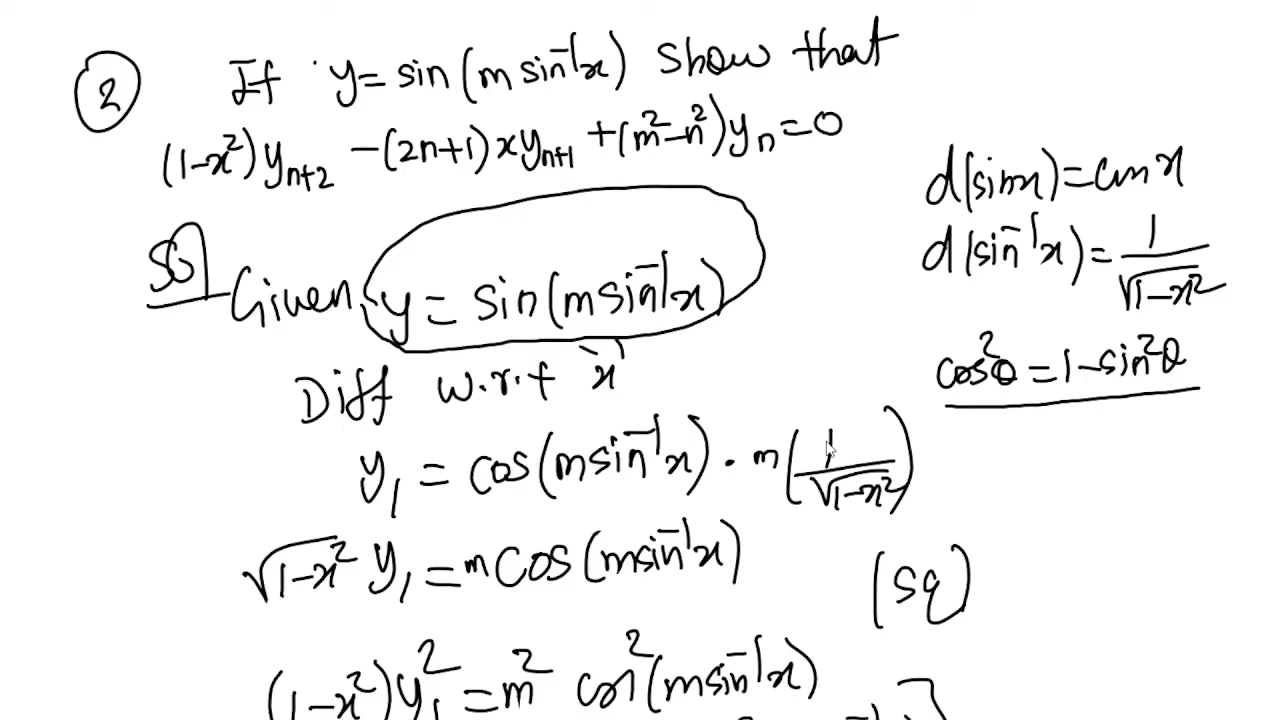 2 If y = sin(m sin⁻¹x) show that
(1-x²)yₙ₊₂ -(2n+1)xyₙ₊₁ +(m²-n²)yₙ=0
Sol Given, y = sin(m sin⁻¹x)
Diff w.r.t 'x'
y₁ = cos(m sin⁻¹x) · m(1/√(1-x²))
√(1-x²) y₁ = m cos(m sin⁻¹x)
(sq)
(1-x²)y₁² = m² cos²(m sin⁻¹x)
d(sinx) = cosx
d(sin⁻¹x) = 1/√(1-x²)
cos²θ = 1-sin²θ